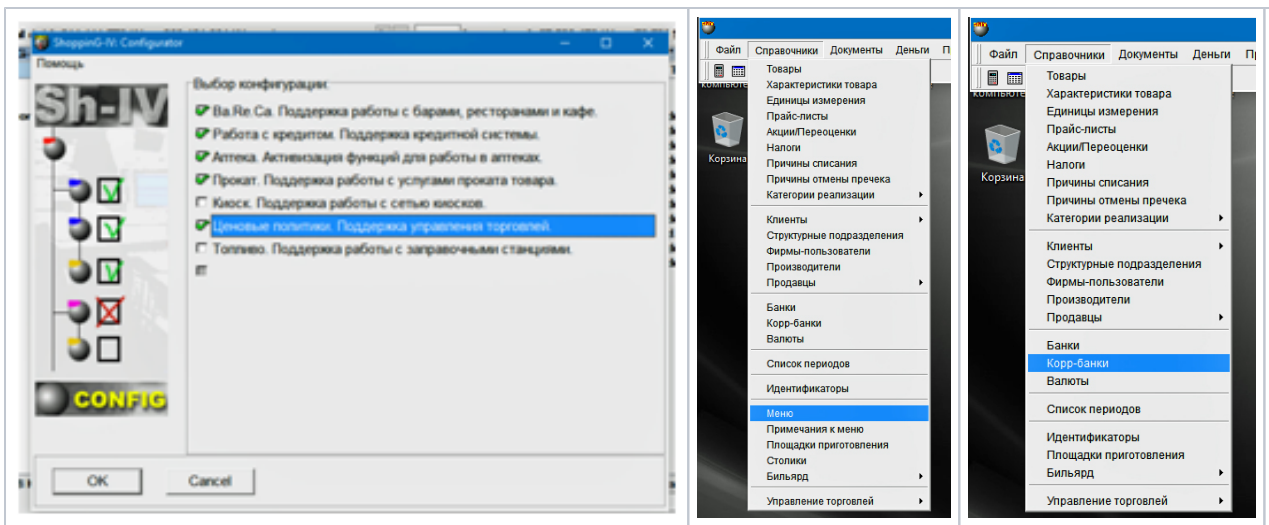 ShoppinG-IV: Configurator
Помощь
Sh-IV
CONFIG
Выбор конфигурации:
Ba.Re.Ca. Поддержка работы с барами, ресторанами и кафе.
Работа с кредитом. Поддержка кредитной системы.
Аптека. Активизация функций для работы в аптеках.
Прокат. Поддержка работы с услугами проката товара.
Киоск. Поддержка работы с сетью киосков.
Ценовые политики. Поддержка управления торговлей.
Топливо. Поддержка работы с заправочными станциями.
OK Cancel
Файл Справочники Документы Деньги П
Корзина
Товары
Характеристики товара
Единицы измерения
Прайс-листы
Акции/Переоценки
Налоги
Причины списания
Причины отмены пречека
Категории реализации
Клиенты
Структурные подразделения
Фирмы-пользователи
Производители
Продавцы
Банки
Корр-банки
Валюты
Список периодов
Идентификаторы
Меню
Примечания к меню
Площадки приготовления
Столики
Бильярд
Управление торговлей
Файл Справочники Документы Деньги
Корзина
Товары
Характеристики товара
Единицы измерения
Прайс-листы
Акции/Переоценки
Налоги
Причины списания
Причины отмены пречека
Категории реализации
Клиенты
Структурные подразделения
Фирмы-пользователи
Производители
Продавцы
Банки
Корр-банки
Валюты
Список периодов
Идентификаторы
Площадки приготовления
Бильярд
Управление торговлей